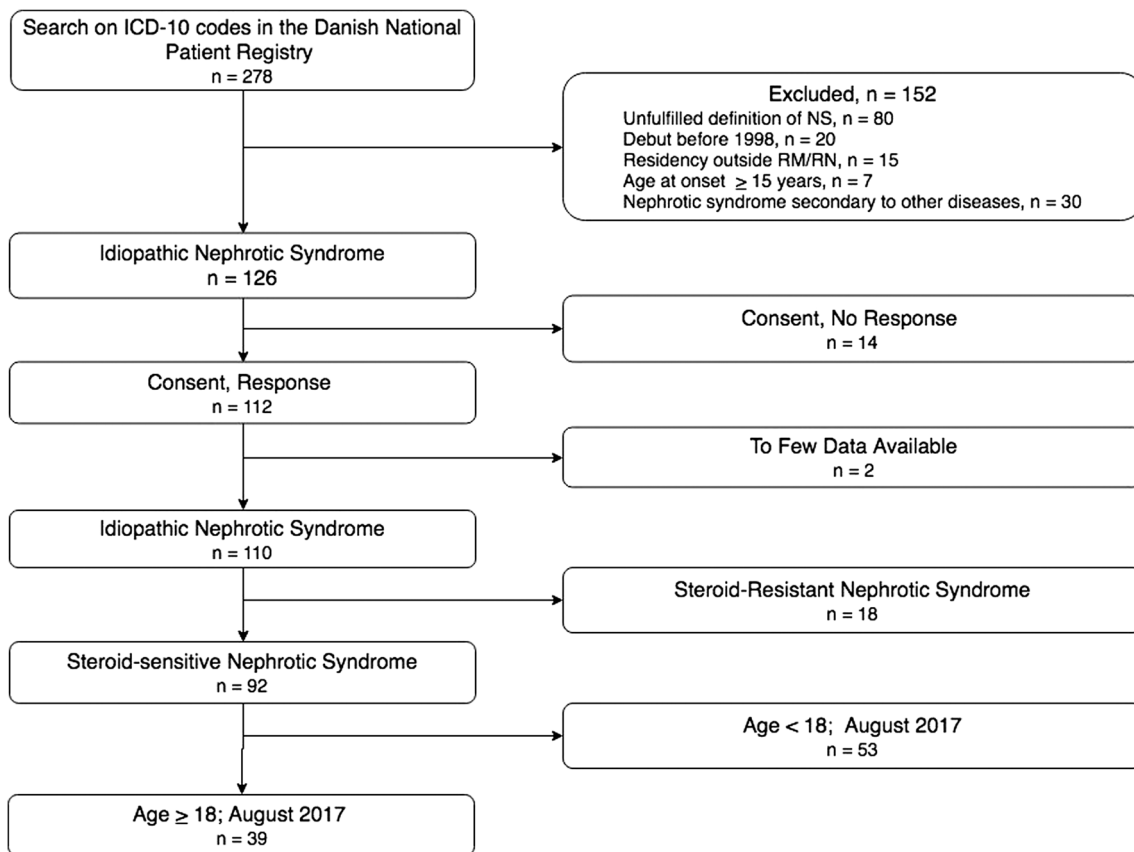 Search on ICD-10 codes in the Danish National
Patient Registry
n = 278
Excluded, n = 152
Unfulfilled definition of NS, n = 80
Debut before 1998, n = 20
Residency outside RM/RN, n = 15
Age at onset ≥ 15 years, n = 7
Nephrotic syndrome secondary to other diseases, n = 30
Idiopathic Nephrotic Syndrome
n = 126
Consent, No Response
n = 14
Consent, Response
n = 112
To Few Data Available
n = 2
Idiopathic Nephrotic Syndrome
n = 110
Steroid-Resistant Nephrotic Syndrome
n = 18
Steroid-sensitive Nephrotic Syndrome
n = 92
Age < 18; August 2017
n = 53
Age ≥ 18; August 2017
n = 39